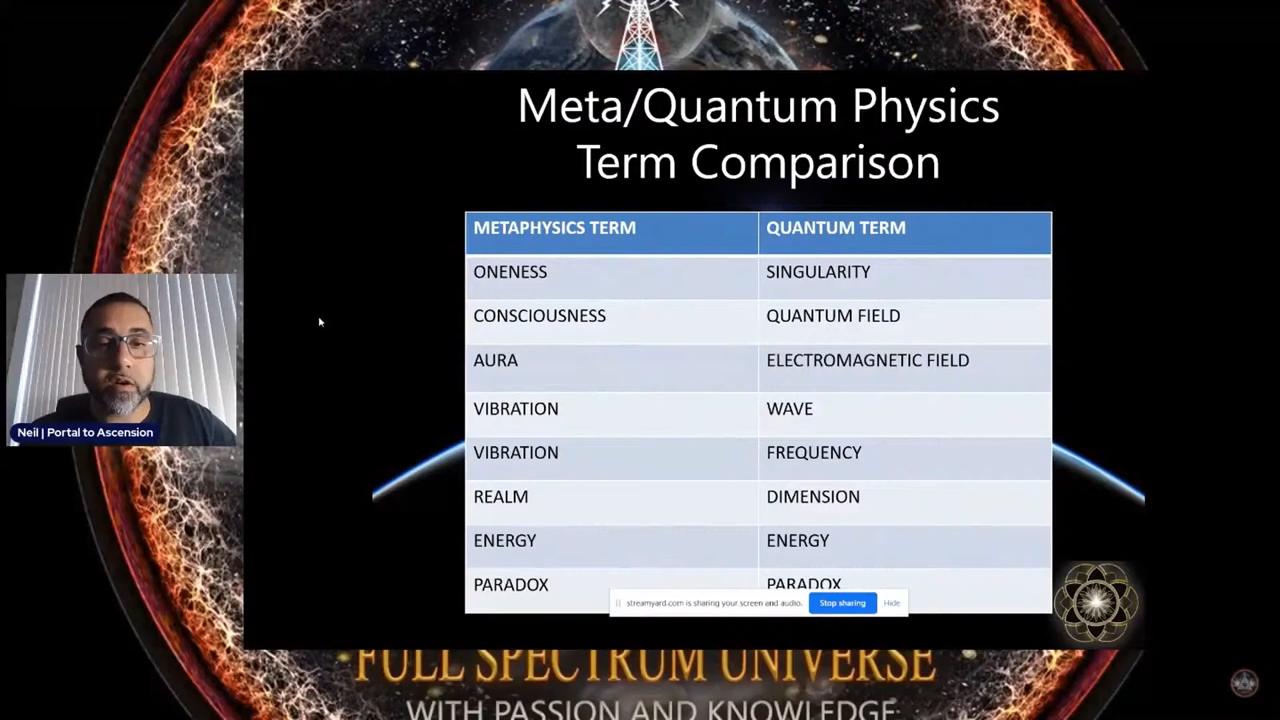 Meta/Quantum Physics
Term Comparison
METAPHYSICS TERM QUANTUM TERM
ONENESS SINGULARITY
CONSCIOUSNESS QUANTUM FIELD
AURA ELECTROMAGNETIC FIELD
VIBRATION WAVE
VIBRATION FREQUENCY
REALM DIMENSION
ENERGY ENERGY
PARADOX PARADOX
streamyard.com is sharing your screen and audio. Stop sharing Hide
Neil | Portal to Ascension
FULL SPECTRUM UNIVERSE
WITH PASSION AND KNOWLEDGE